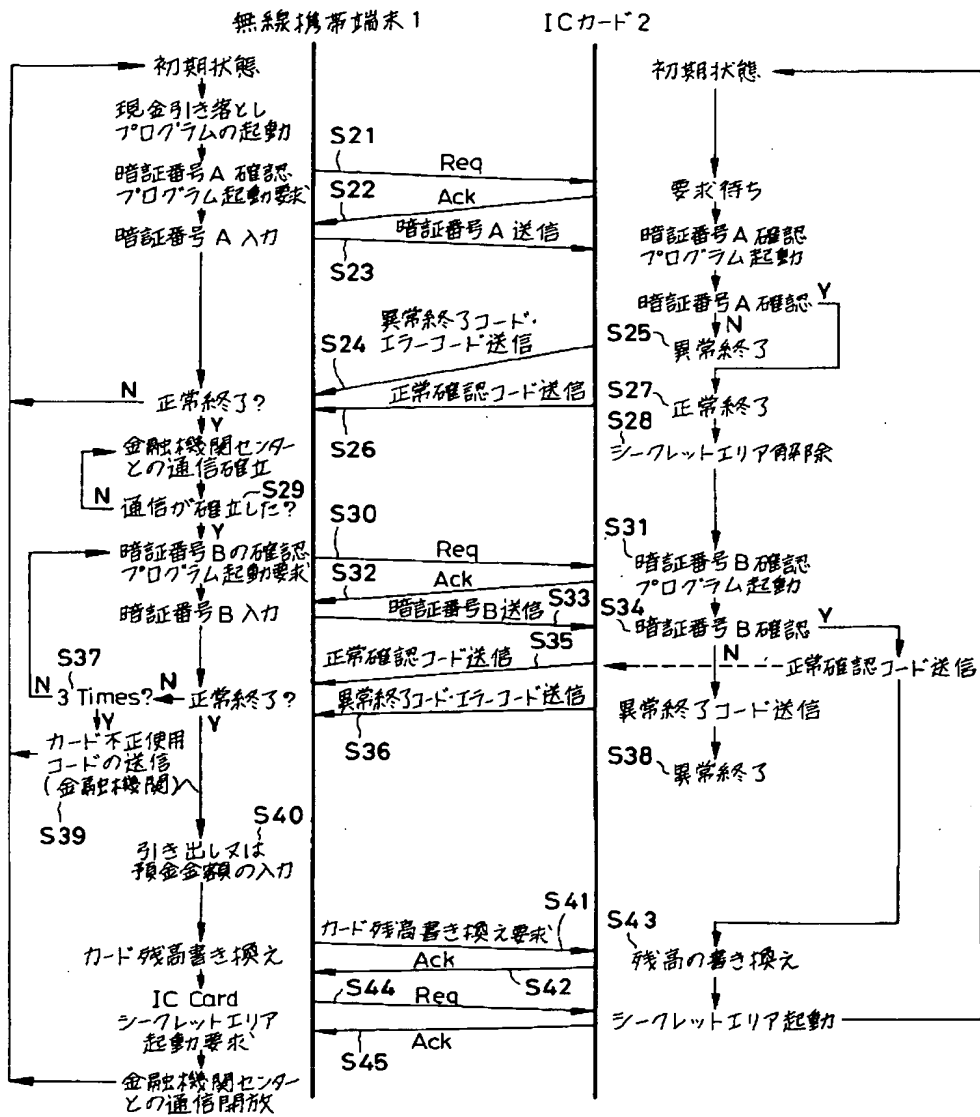 無線携帯端末1
ICカード2
初期状態
初期状態
現金引き落とし
プログラムの起動
S21
Req
暗証番号A確認
プログラム起動要求
S22
Ack
要求待ち
暗証番号A入力
暗証番号A送信
S23
暗証番号A確認
プログラム起動
暗証番号A確認
Y
N
異常終了コード・
エラーコード送信
S24
S25
異常終了
N
正常終了?
正常確認コード送信
S26
S27
正常終了
Y
S28
シークレットエリア解除
金融機関センター
との通信確立
N
S29
通信が確立した?
Y
S30
Req
S31
暗証番号Bの確認
プログラム起動要求
S32
Ack
暗証番号B確認
プログラム起動
暗証番号B入力
暗証番号B送信
S33
S34
暗証番号B確認
Y
N
S35
正常確認コード送信
正常確認コード送信
S37
N
3 Times?
N
正常終了?
Y
Y
異常終了コード・エラーコード送信
S36
異常終了コード送信
カード不正使用
コードの送信
(金融機関)
S39
S38
異常終了
S40
引き出し又は
預金金額の入力
S41
カード残高書き換え要求
S43
カード残高書き換え
Ack
S42
残高の書き換え
IC Card
シークレットエリア
起動要求
S44
Req
シークレットエリア起動
Ack
S45
金融機関センター
との通信開放